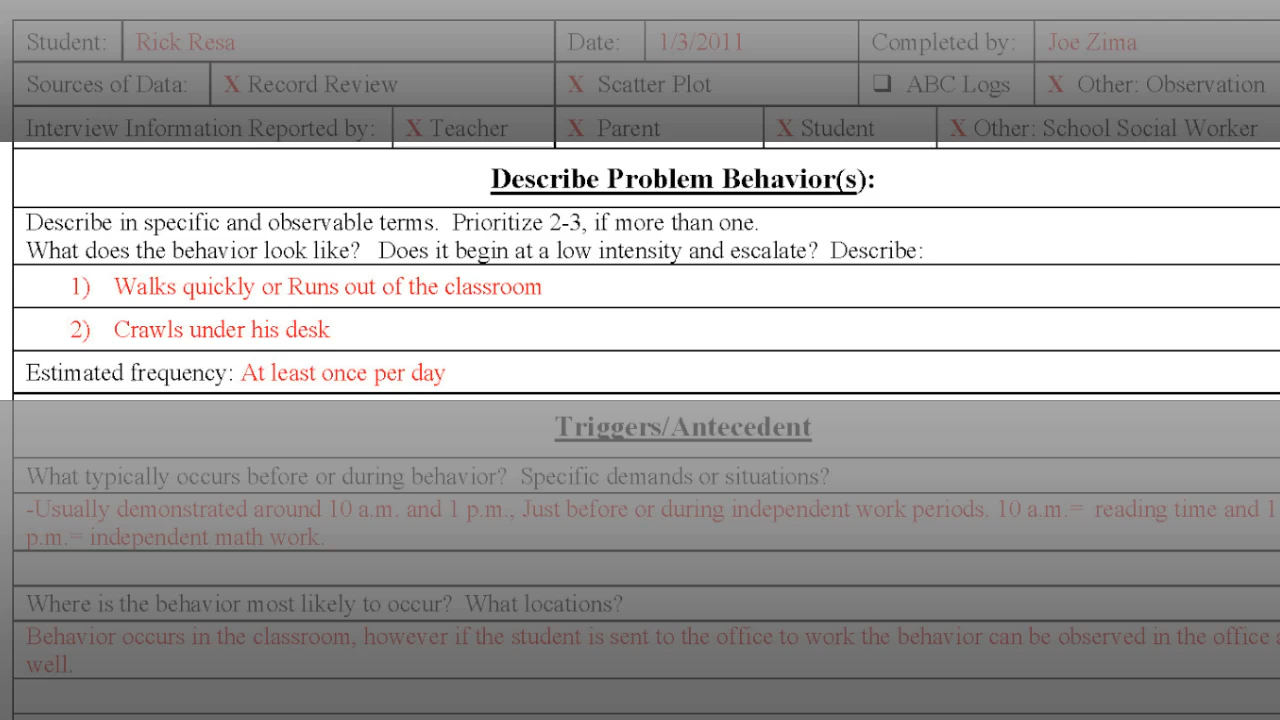 Student: Rick Resa Date: 1/3/2011 Completed by: Joe Zima
Sources of Data: X Record Review X Scatter Plot ❑ ABC Logs X Other: Observation
Interview Information Reported by: X Teacher X Parent X Student X Other: School Social Worker
Describe Problem Behavior(s):
Describe in specific and observable terms. Prioritize 2-3, if more than one.
What does the behavior look like? Does it begin at a low intensity and escalate? Describe:
1) Walks quickly or Runs out of the classroom
2) Crawls under his desk
Estimated frequency: At least once per day
Triggers/Antecedent
What typically occurs before or during behavior? Specific demands or situations?
-Usually demonstrated around 10 a.m. and 1 p.m., Just before or during independent work periods. 10 a.m.= reading time and 1
p.m.= independent math work.
Where is the behavior most likely to occur? What locations?
Behavior occurs in the classroom, however if the student is sent to the office to work the behavior can be observed in the office
well.